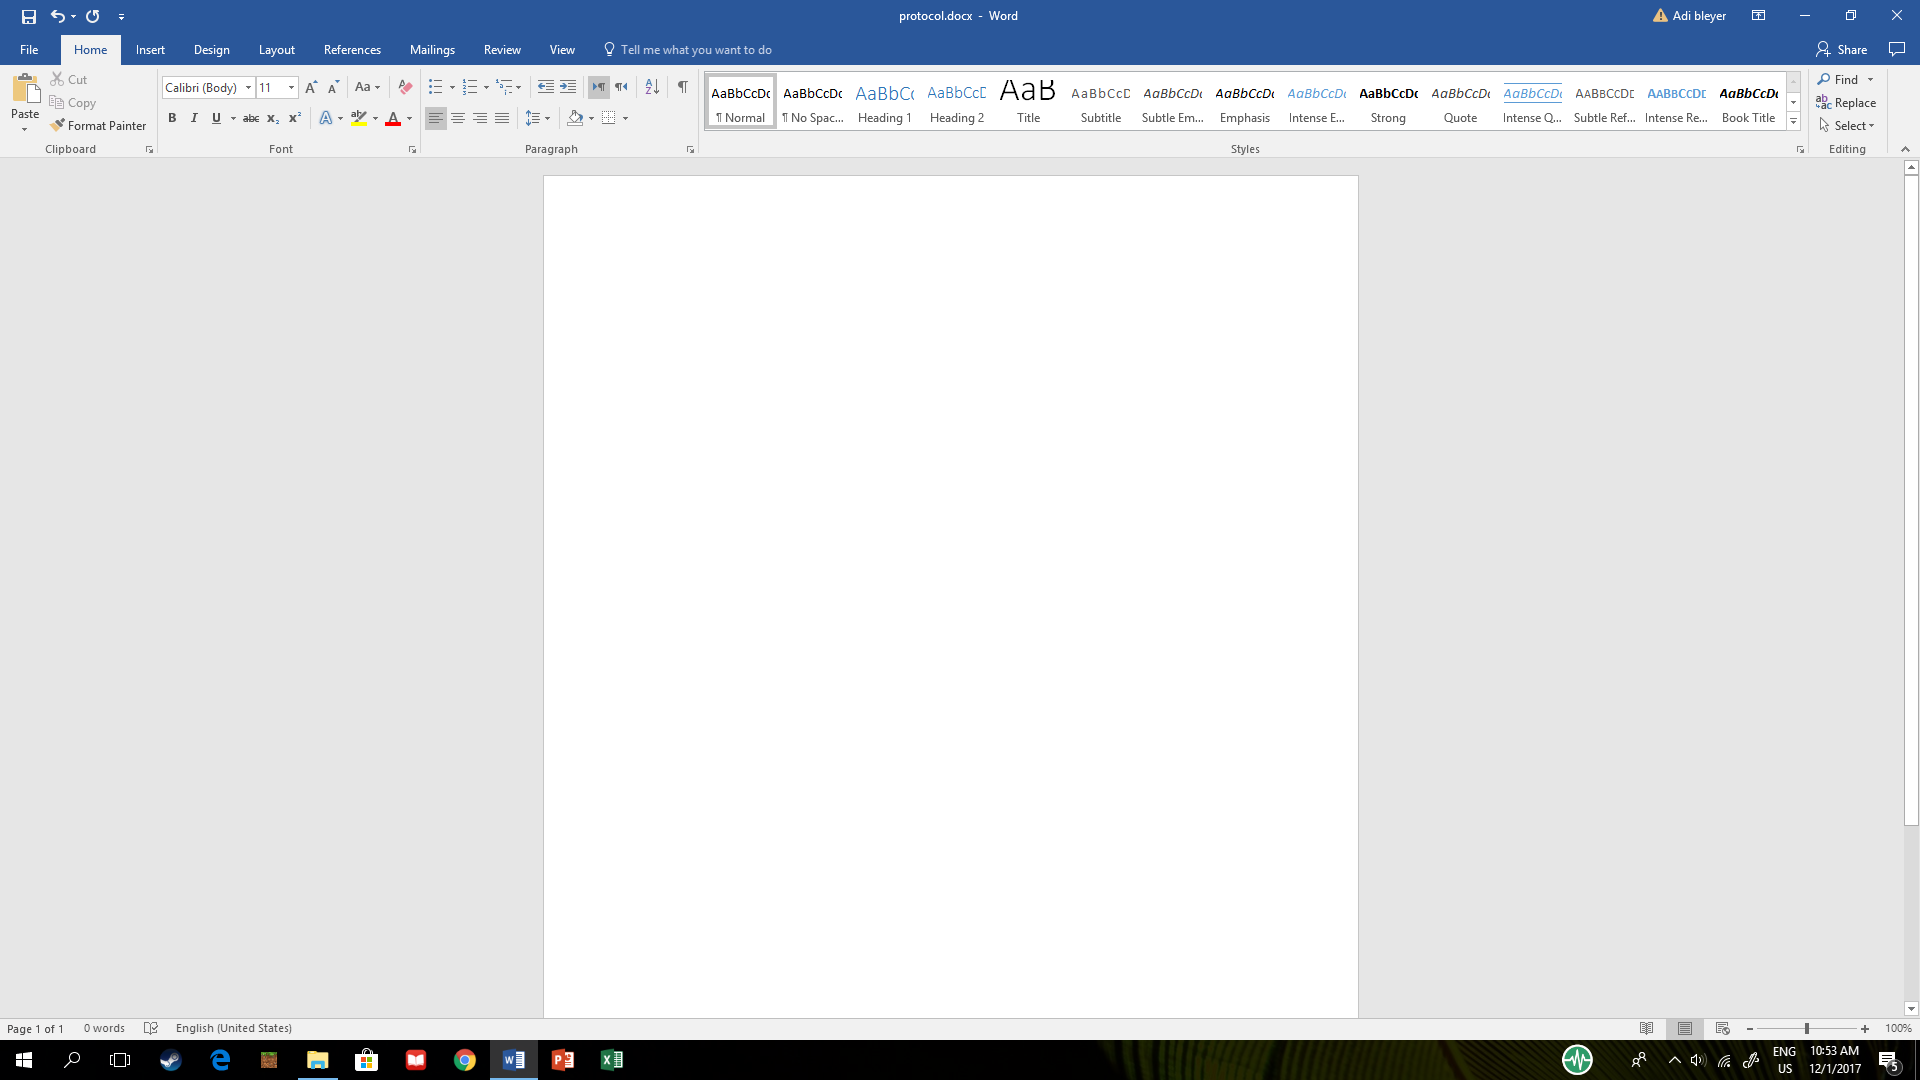 protocol.docx - Word
Adi bleyer
File Home Insert Design Layout References Mailings Review View Tell me what you want to do
Share
Paste
Cut
Copy
Format Painter
Clipboard
Calibri (Body) 11
Aa
B I U abc x₂ x²
A
Font
Paragraph
AaBbCcDc AaBbCcDc AaBbCc AaBbCcD AaB AaBbCcD AaBbCcDc AaBbCcDc AaBbCcDc AaBbCcDc AaBbCcDc AaBbCcDc AaBbCcDd AaBbCcDd AaBbCcDc
¶ Normal ¶ No Spac... Heading 1 Heading 2 Title Subtitle Subtle Em... Emphasis Intense E... Strong Quote Intense Q... Subtle Ref... Intense Re... Book Title
Styles
Find
Replace
Select
Editing
Page 1 of 1 0 words English (United States)
100%
ENG
US
10:53 AM
12/1/2017
5